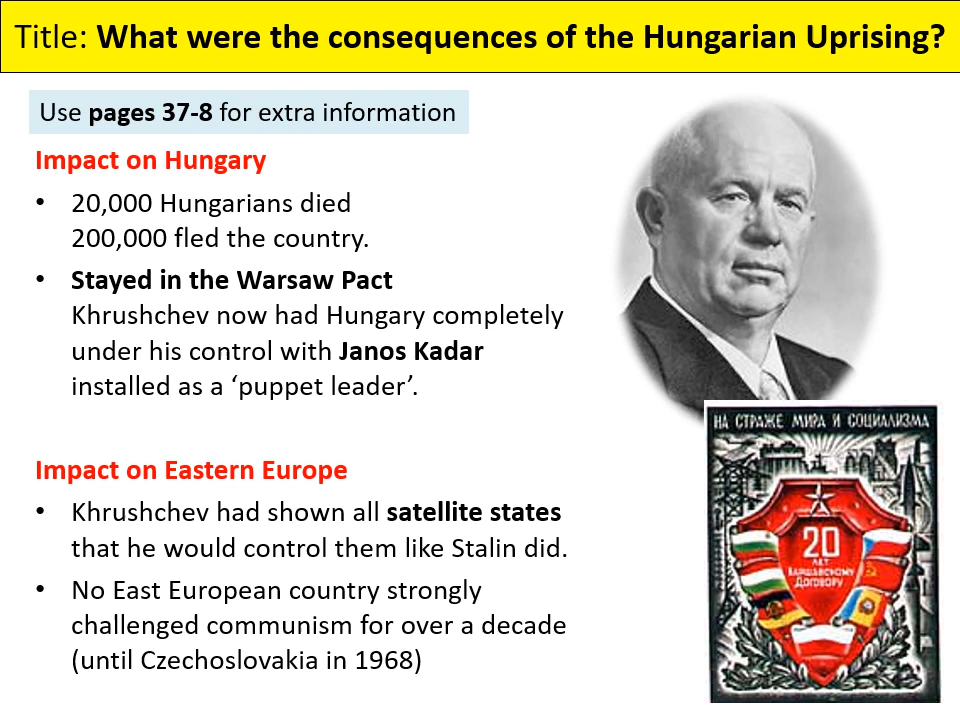 Title: What were the consequences of the Hungarian Uprising?
Use pages 37-8 for extra information
Impact on Hungary
• 20,000 Hungarians died
200,000 fled the country.
• Stayed in the Warsaw Pact
Khrushchev now had Hungary completely
under his control with Janos Kadar
installed as a ‘puppet leader’.
Impact on Eastern Europe
• Khrushchev had shown all satellite states
that he would control them like Stalin did.
• No East European country strongly
challenged communism for over a decade
(until Czechoslovakia in 1968)
НА СТРАЖЕ МИРА И СОЦИАЛИЗМА
20
ЛЕТ
ВАРШАВСКОМУ
ДОГОВОРУ